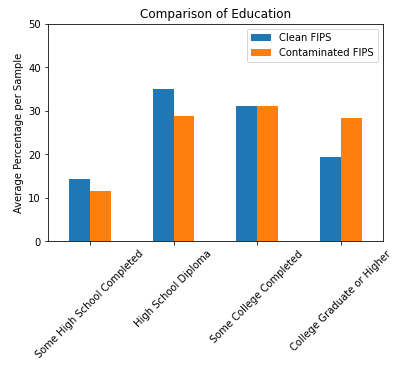 Comparison of Education
Clean FIPS
Contaminated FIPS
Average Percentage per Sample
50
40
30
20
10
0
Some High School Completed
High School Diploma
Some College Completed
College Graduate or Higher